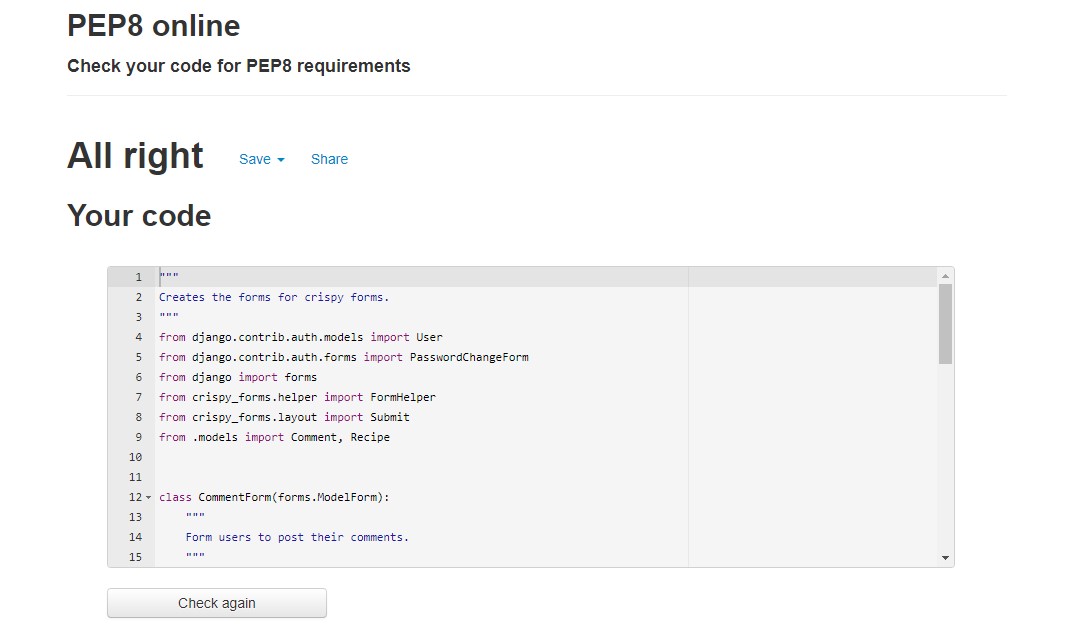 PEP8 online
Check your code for PEP8 requirements
All right Save Share
Your code
1 """
2 Creates the forms for crispy forms.
3 """
4 from django.contrib.auth.models import User
5 from django.contrib.auth.forms import PasswordChangeForm
6 from django import forms
7 from crispy_forms.helper import FormHelper
8 from crispy_forms.layout import Submit
9 from .models import Comment, Recipe
10
11
12 class CommentForm(forms.ModelForm):
13 """
14 Form users to post their comments.
15 """
Check again